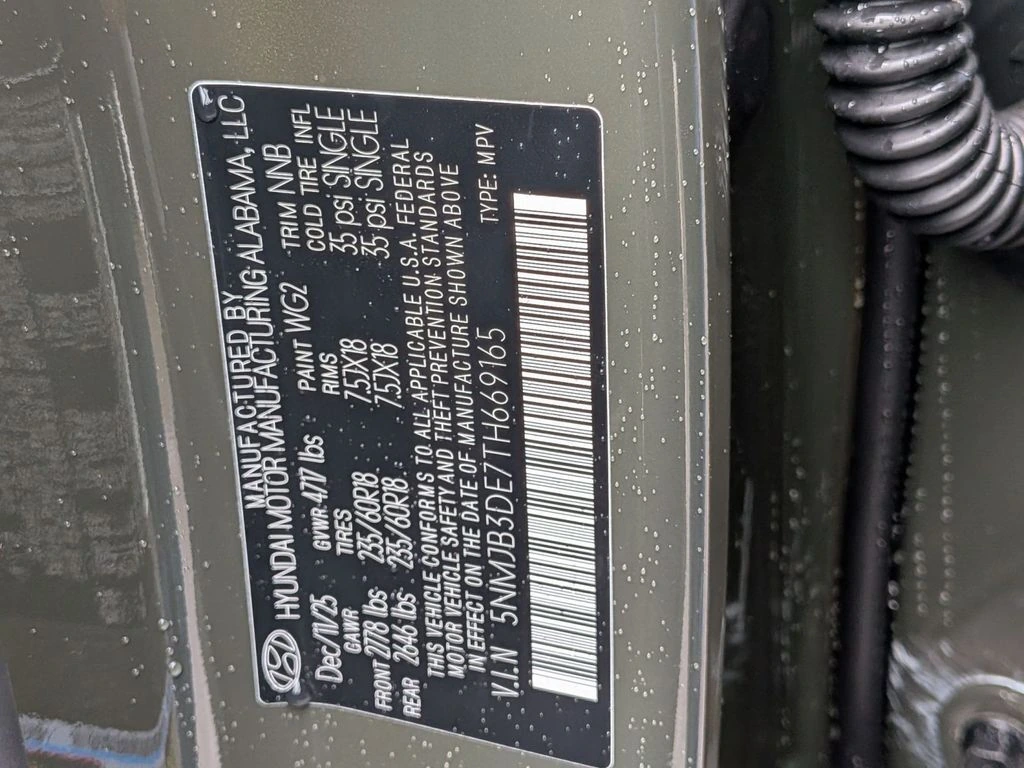 MANUFACTURED BY
HYUNDAI MOTOR MANUFACTURING ALABAMA, LLC
Dec/11/25 GVWR 4717 lbs PAINT WG2 TRIM NNB
GAWR TIRES RIMS COLD TIRE INFL
FRONT 2778 lbs 235/60R18 7.5JX18 35 psi SINGLE
REAR 2646 lbs 235/60R18 7.5JX18 35 psi SINGLE
THIS VEHICLE CONFORMS TO ALL APPLICABLE U.S.A. FEDERAL
MOTOR VEHICLE SAFETY AND THEFT PREVENTION STANDARDS
IN EFFECT ON THE DATE OF MANUFACTURE SHOWN ABOVE
V.I.N 5NMJB3DE7TH669165 TYPE: MPV